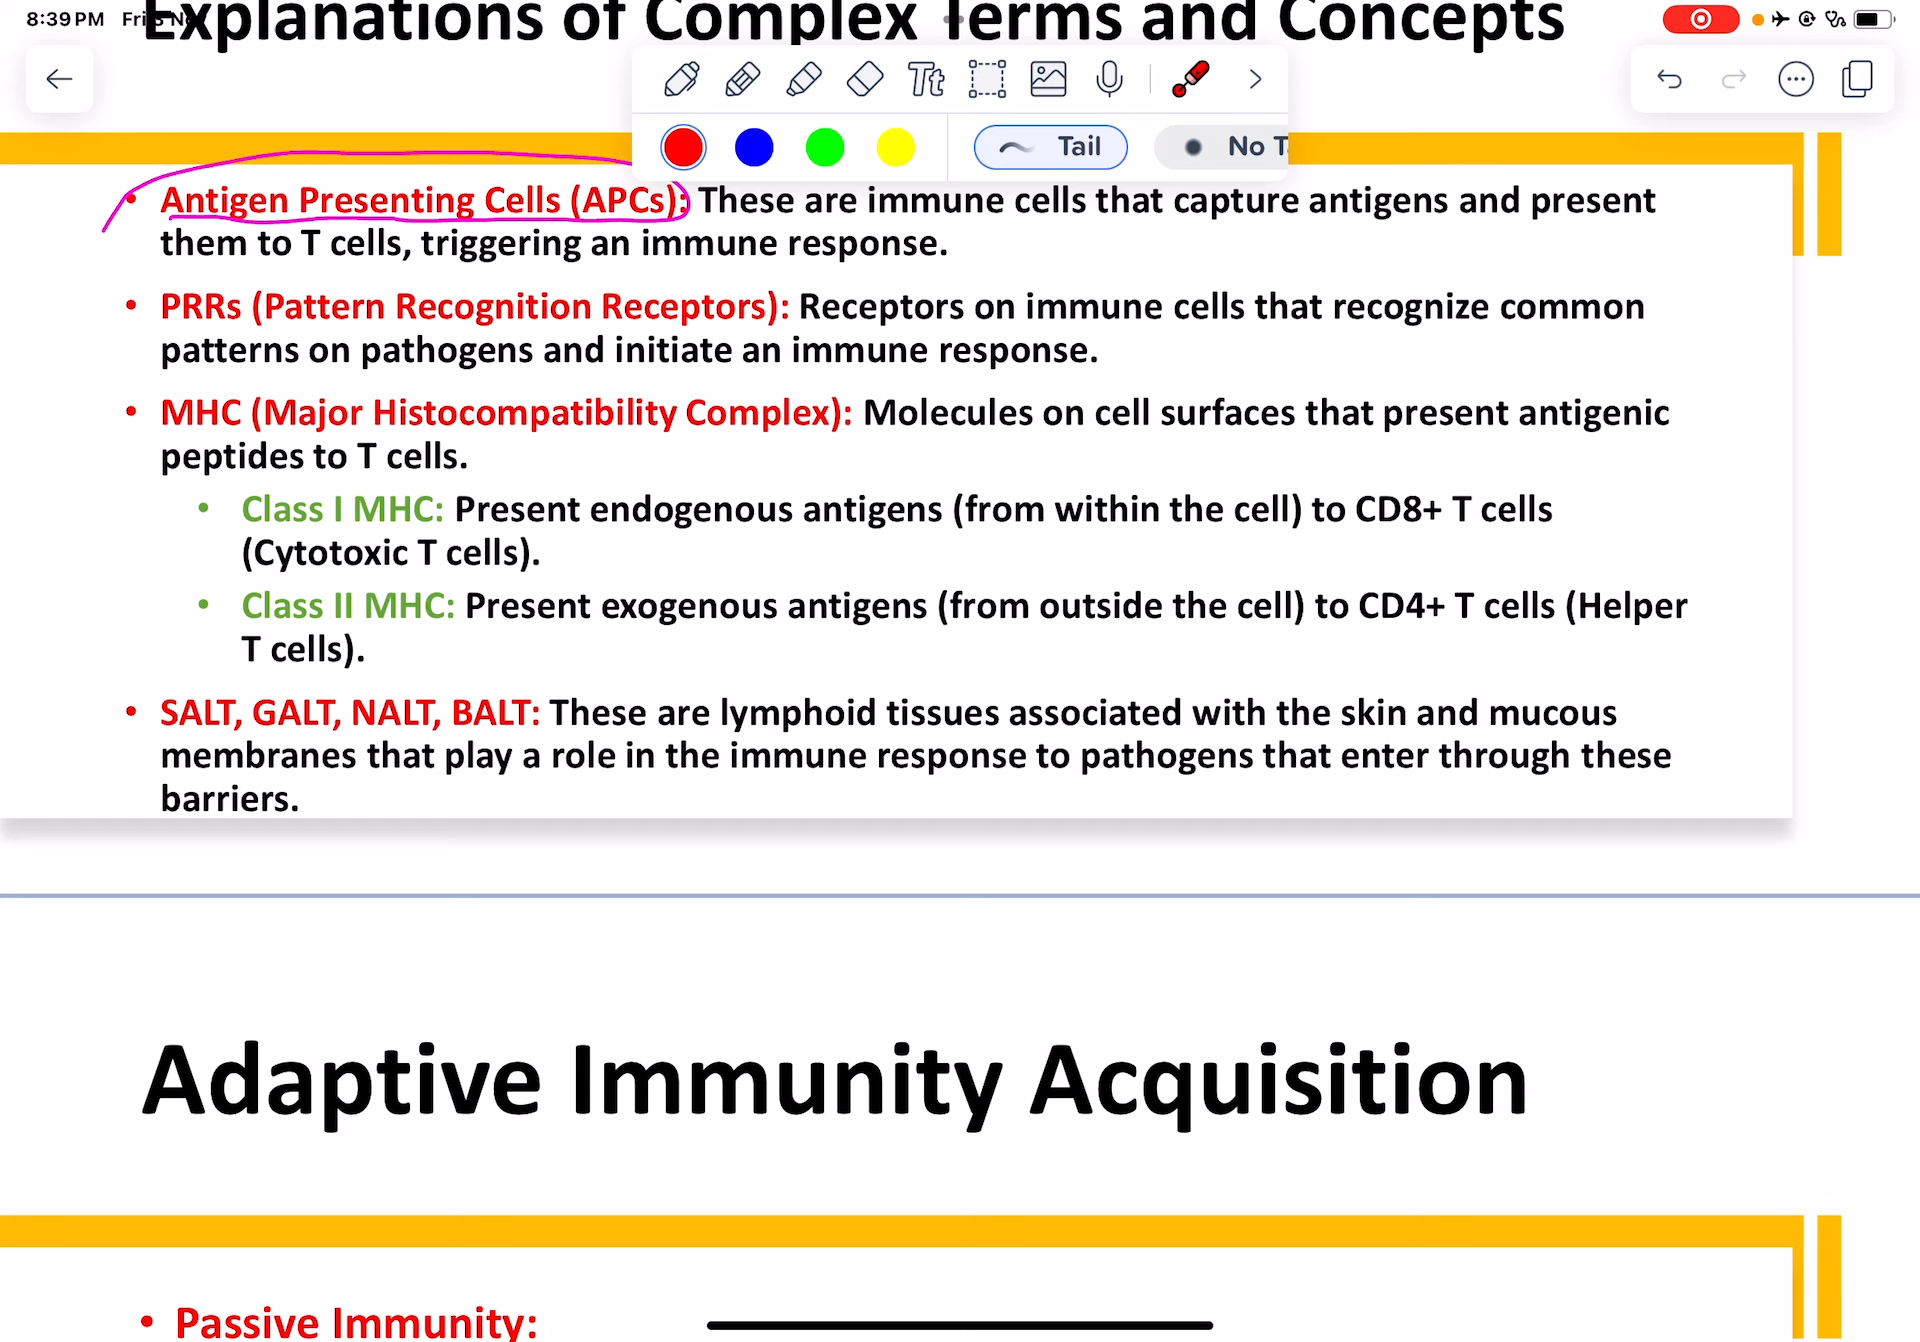 8:39 PM Fri
Explanations of Complex Terms and Concepts
Tt
Tail
No T
• Antigen Presenting Cells (APCs): These are immune cells that capture antigens and present
them to T cells, triggering an immune response.
• PRRs (Pattern Recognition Receptors): Receptors on immune cells that recognize common
patterns on pathogens and initiate an immune response.
• MHC (Major Histocompatibility Complex): Molecules on cell surfaces that present antigenic
peptides to T cells.
• Class I MHC: Present endogenous antigens (from within the cell) to CD8+ T cells
(Cytotoxic T cells).
• Class II MHC: Present exogenous antigens (from outside the cell) to CD4+ T cells (Helper
T cells).
• SALT, GALT, NALT, BALT: These are lymphoid tissues associated with the skin and mucous
membranes that play a role in the immune response to pathogens that enter through these
barriers.
Adaptive Immunity Acquisition
• Passive Immunity: